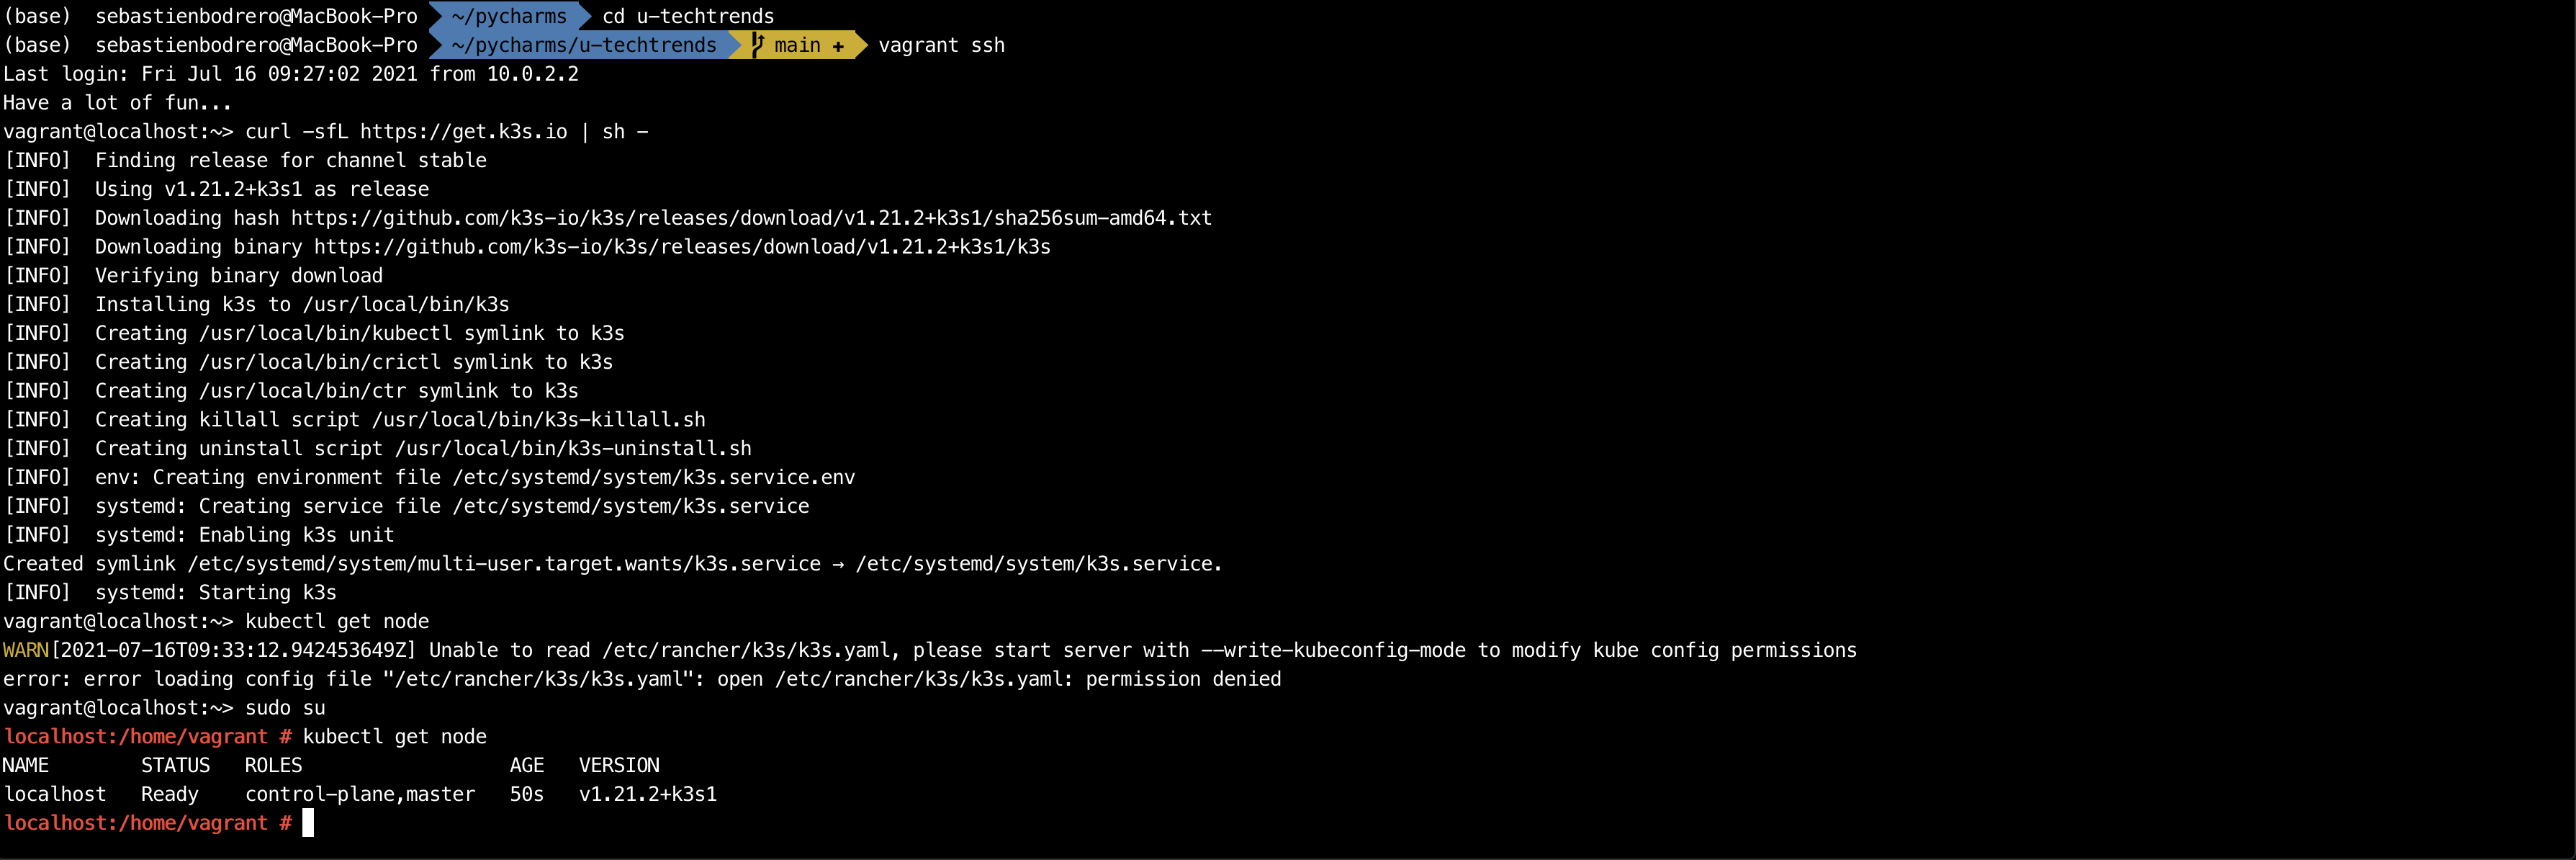 (base)  sebastienbodrero@MacBook-Pro  ~/pycharms  cd u-techtrends
(base)  sebastienbodrero@MacBook-Pro  ~/pycharms/u-techtrends  main +  vagrant ssh
Last login: Fri Jul 16 09:27:02 2021 from 10.0.2.2
Have a lot of fun...
vagrant@localhost:~> curl -sfL https://get.k3s.io | sh -
[INFO]  Finding release for channel stable
[INFO]  Using v1.21.2+k3s1 as release
[INFO]  Downloading hash https://github.com/k3s-io/k3s/releases/download/v1.21.2+k3s1/sha256sum-amd64.txt
[INFO]  Downloading binary https://github.com/k3s-io/k3s/releases/download/v1.21.2+k3s1/k3s
[INFO]  Verifying binary download
[INFO]  Installing k3s to /usr/local/bin/k3s
[INFO]  Creating /usr/local/bin/kubectl symlink to k3s
[INFO]  Creating /usr/local/bin/crictl symlink to k3s
[INFO]  Creating /usr/local/bin/ctr symlink to k3s
[INFO]  Creating killall script /usr/local/bin/k3s-killall.sh
[INFO]  Creating uninstall script /usr/local/bin/k3s-uninstall.sh
[INFO]  env: Creating environment file /etc/systemd/system/k3s.service.env
[INFO]  systemd: Creating service file /etc/systemd/system/k3s.service
[INFO]  systemd: Enabling k3s unit
Created symlink /etc/systemd/system/multi-user.target.wants/k3s.service → /etc/systemd/system/k3s.service.
[INFO]  systemd: Starting k3s
vagrant@localhost:~> kubectl get node
WARN[2021-07-16T09:33:12.942453649Z] Unable to read /etc/rancher/k3s/k3s.yaml, please start server with --write-kubeconfig-mode to modify kube config permissions
error: error loading config file "/etc/rancher/k3s/k3s.yaml": open /etc/rancher/k3s/k3s.yaml: permission denied
vagrant@localhost:~> sudo su
localhost:/home/vagrant # kubectl get node
NAME        STATUS   ROLES                  AGE   VERSION
localhost   Ready    control-plane,master   50s   v1.21.2+k3s1
localhost:/home/vagrant #